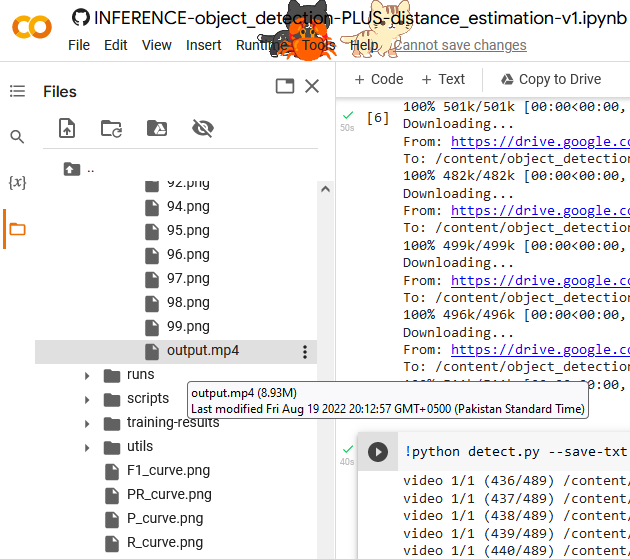 INFERENCE-object_detection-PLUS-distance_estimation-v1.ipynb
File Edit View Insert Runtime Tools Help Cannot save changes
Files
+ Code + Text Copy to Drive
{x}
..
92.png
94.png
95.png
96.png
97.png
98.png
99.png
output.mp4
runs
scripts
training-results
utils
F1_curve.png
PR_curve.png
P_curve.png
R_curve.png
output.mp4 (8.93M)
Last modified Fri Aug 19 2022 20:12:57 GMT+0500 (Pakistan Standard Time)
50s
[6]
100% 501k/501k [00:00<00:00,
Downloading...
From: https://drive.google.co
To: /content/object_detection
100% 482k/482k [00:00<00:00,
Downloading...
From: https://drive.google.co
To: /content/object_detection
100% 499k/499k [00:00<00:00,
Downloading...
From: https://drive.google.co
To: /content/object_detection
100% 496k/496k [00:00<00:00,
Downloading...
From: https://drive.google.co
To: /content/object_detection
40s
!python detect.py --save-txt
video 1/1 (436/489) /content/
video 1/1 (437/489) /content/
video 1/1 (438/489) /content/
video 1/1 (439/489) /content/
video 1/1 (440/489) /content/